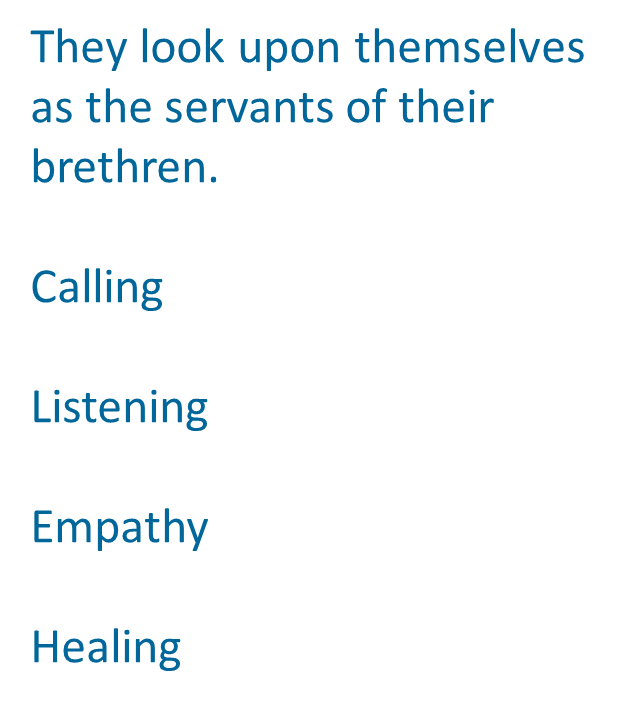 They look upon themselves
as the servants of their
brethren.
Calling
Listening
Empathy
Healing